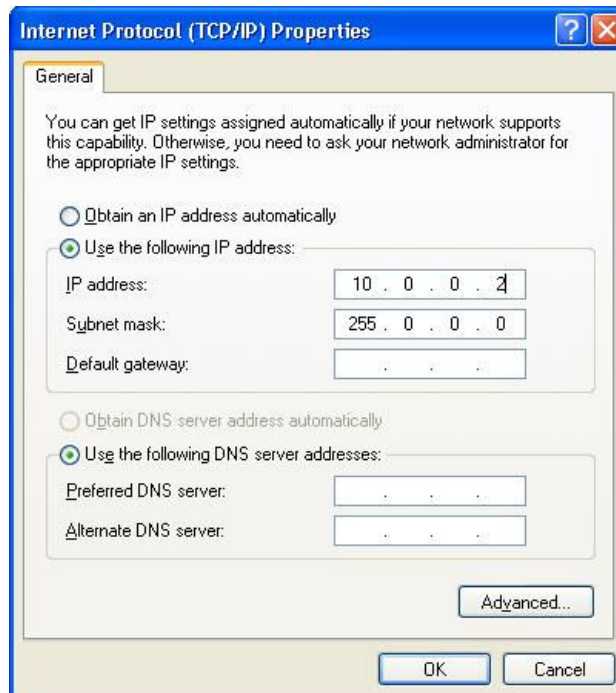 Internet Protocol (TCP/IP) Properties
General
You can get IP settings assigned automatically if your network supports
this capability. Otherwise, you need to ask your network administrator for
the appropriate IP settings.
Obtain an IP address automatically
Use the following IP address:
IP address: 10 . 0 . 0 . 2
Subnet mask: 255 . 0 . 0 . 0
Default gateway: . . .
Obtain DNS server address automatically
Use the following DNS server addresses:
Preferred DNS server: . . .
Alternate DNS server: . . .
Advanced...
OK Cancel